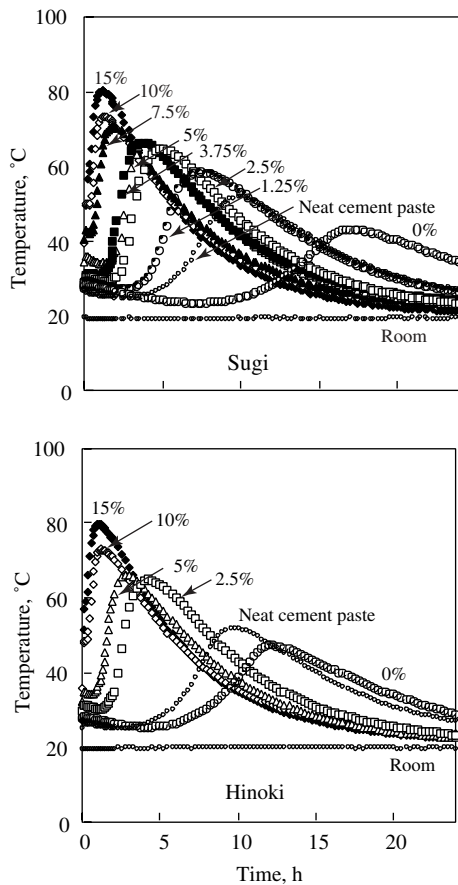 100
80
60
40
20
0
Temperature, ˚C
15%
10%
7.5%
5%
3.75%
2.5%
1.25%
Neat cement paste
0%
Room
Sugi
100
80
60
40
20
0
Temperature, ˚C
15%
10%
5%
2.5%
Neat cement paste
0%
Room
Hinoki
0 5 10 15 20
Time, h